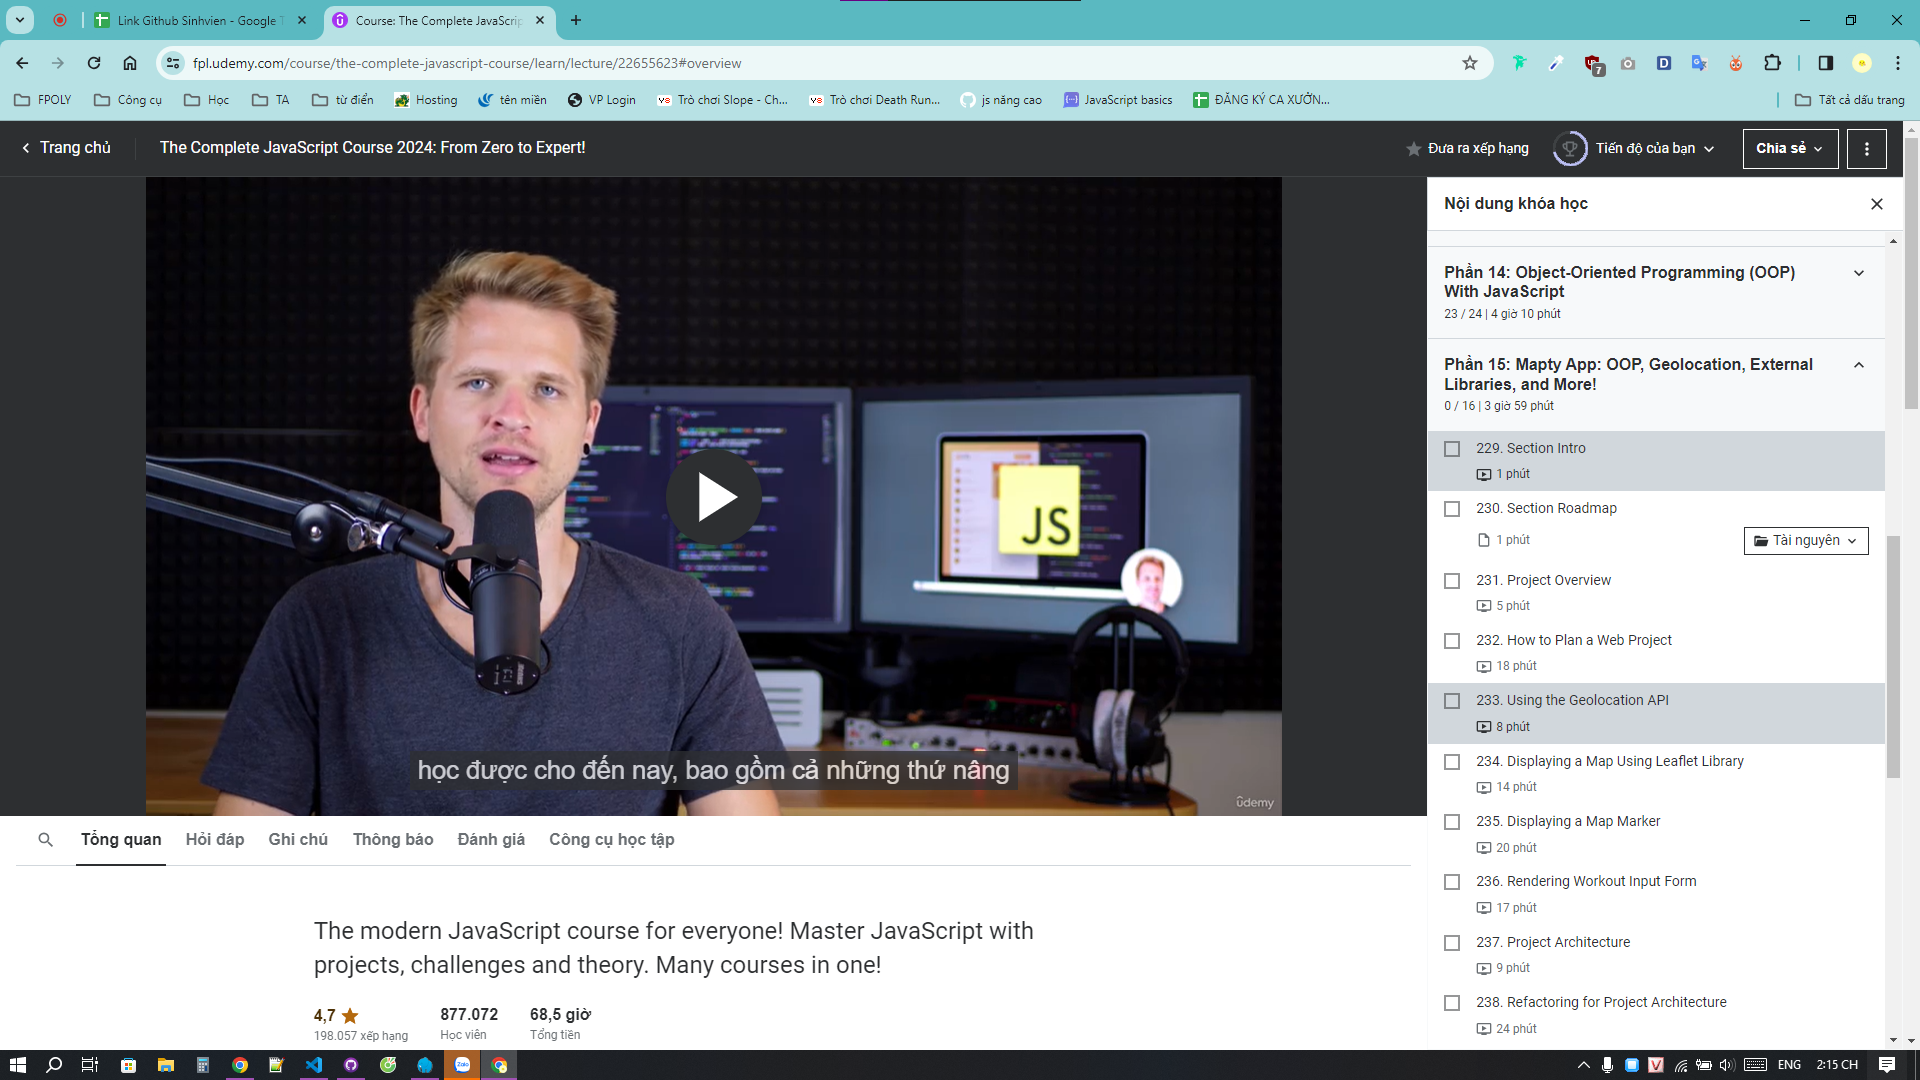 Link Github Sinhvien - Google T
Course: The Complete JavaScrip
fpl.udemy.com/course/the-complete-javascript-course/learn/lecture/22655623#overview
7
FPOLY
Công cụ
Học
TA
từ điển
Hosting
tên miền
VP Login
Trò chơi Slope - Ch...
Trò chơi Death Run...
js nâng cao
JavaScript basics
ĐĂNG KÝ CA XƯỞN...
Tất cả dấu trang
Trang chủ
The Complete JavaScript Course 2024: From Zero to Expert!
Đưa ra xếp hạng
Tiến độ của bạn
Chia sẻ
JS
học được cho đến nay, bao gồm cả những thứ nâng
udemy
Nội dung khóa học
Phần 14: Object-Oriented Programming (OOP)
With JavaScript
23 / 24 | 4 giờ 10 phút
Phần 15: Mapty App: OOP, Geolocation, External
Libraries, and More!
0 / 16 | 3 giờ 59 phút
229. Section Intro
1 phút
230. Section Roadmap
1 phút
Tài nguyên
231. Project Overview
5 phút
232. How to Plan a Web Project
18 phút
233. Using the Geolocation API
8 phút
234. Displaying a Map Using Leaflet Library
14 phút
235. Displaying a Map Marker
20 phút
236. Rendering Workout Input Form
17 phút
237. Project Architecture
9 phút
238. Refactoring for Project Architecture
24 phút
Tổng quan
Hỏi đáp
Ghi chú
Thông báo
Đánh giá
Công cụ học tập
The modern JavaScript course for everyone! Master JavaScript with
projects, challenges and theory. Many courses in one!
4,7
198.057 xếp hạng
877.072
Học viên
68,5 giờ
Tổng tiền
Zalo
ENG
2:15 CH